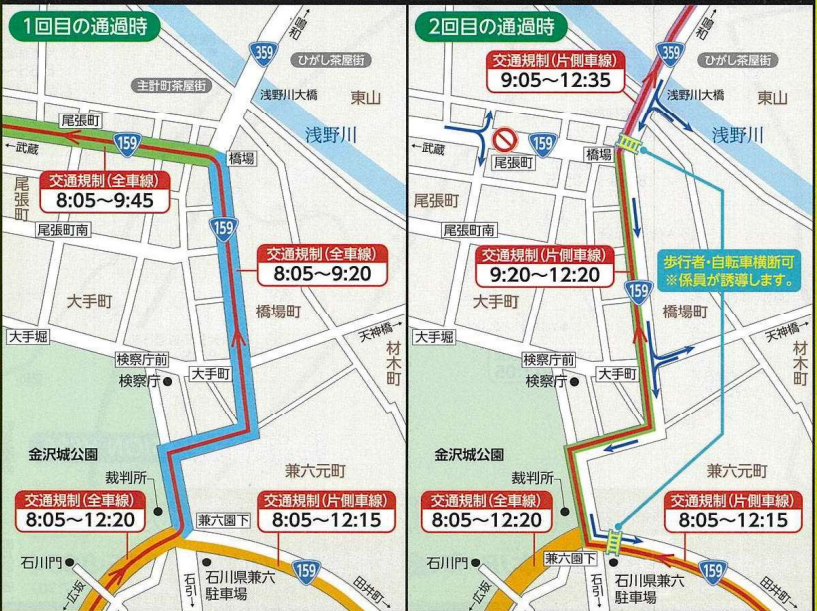 1回目の通過時
鳴和
359
ひがし茶屋街
主計町茶屋街
浅野川大橋
東山
尾張町
159
浅野川
←武蔵
橋場
交通規制(全車線)
8:05～9:45
尾張町
159
尾張町南
交通規制(全車線)
8:05～9:20
大手町
橋場町
天神橋→
大手堀
検察庁前
材木町
検察庁
大手町
金沢城公園
兼六元町
裁判所
交通規制(全車線)
8:05～12:20
兼六園下
交通規制(片側車線)
8:05～12:15
石川門
石川県兼六
駐車場
159
←広坂
石引→
田井町→
2回目の通過時
鳴和
359
交通規制(片側車線)
9:05～12:35
ひがし茶屋街
浅野川大橋
東山
浅野川
159
←武蔵
尾張町
橋場
尾張町
尾張町南
交通規制(片側車線)
9:20～12:20
歩行者・自転車横断可
※係員が誘導します。
159
大手町
橋場町
天神橋→
大手堀
検察庁前
材木町
検察庁
大手町
金沢城公園
兼六元町
裁判所
交通規制(全車線)
8:05～12:20
交通規制(片側車線)
8:05～12:15
石川門
兼六園下
石川県兼六
駐車場
159
←広坂
石引→
田井町→